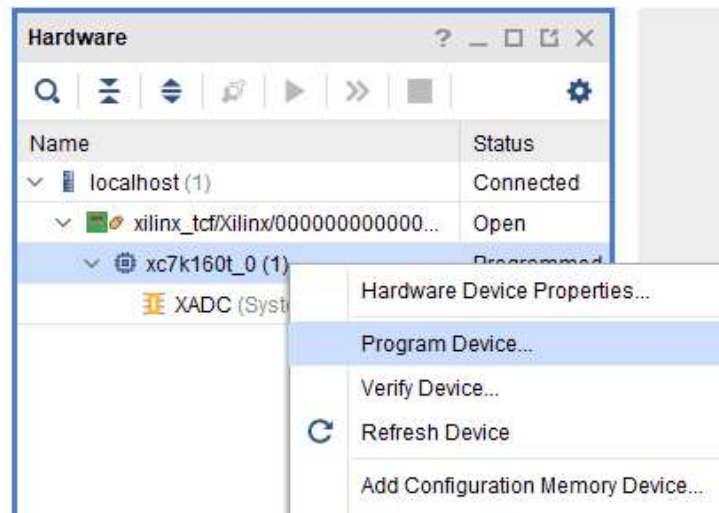 Hardware
Name Status
localhost (1) Connected
xilinx_tcf/Xilinx/000000000000... Open
xc7k160t_0 (1) Programmed
XADC (Syst
Hardware Device Properties...
Program Device...
Verify Device...
Refresh Device
Add Configuration Memory Device...